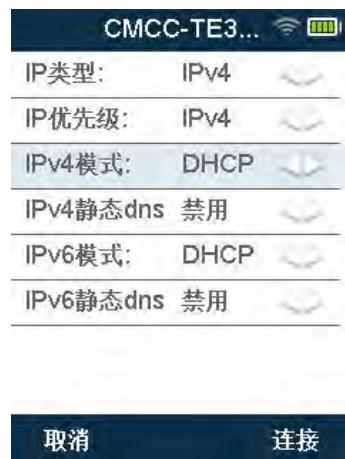 CMCC-TE3...
IP类型: IPv4
IP优先级: IPv4
IPv4模式: DHCP
IPv4静态dns 禁用
IPv6模式: DHCP
IPv6静态dns 禁用
取消 连接